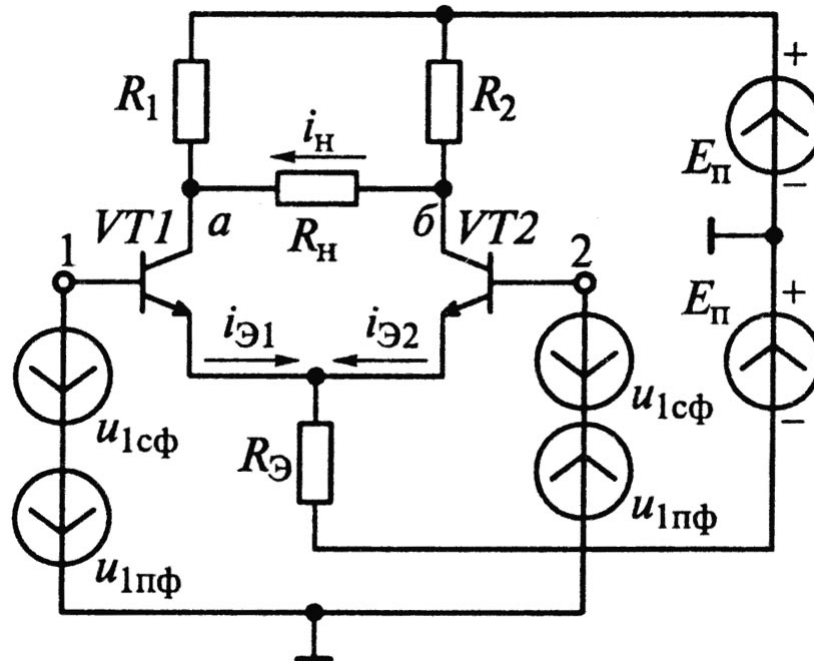 R₁
R₂
+
iн
Eп
−
VT1
а
Rн
б
VT2
1
2
Eп
+
iЭ1
iЭ2
u₁сф
RЭ
u₁сф
−
u₁пф
u₁пф